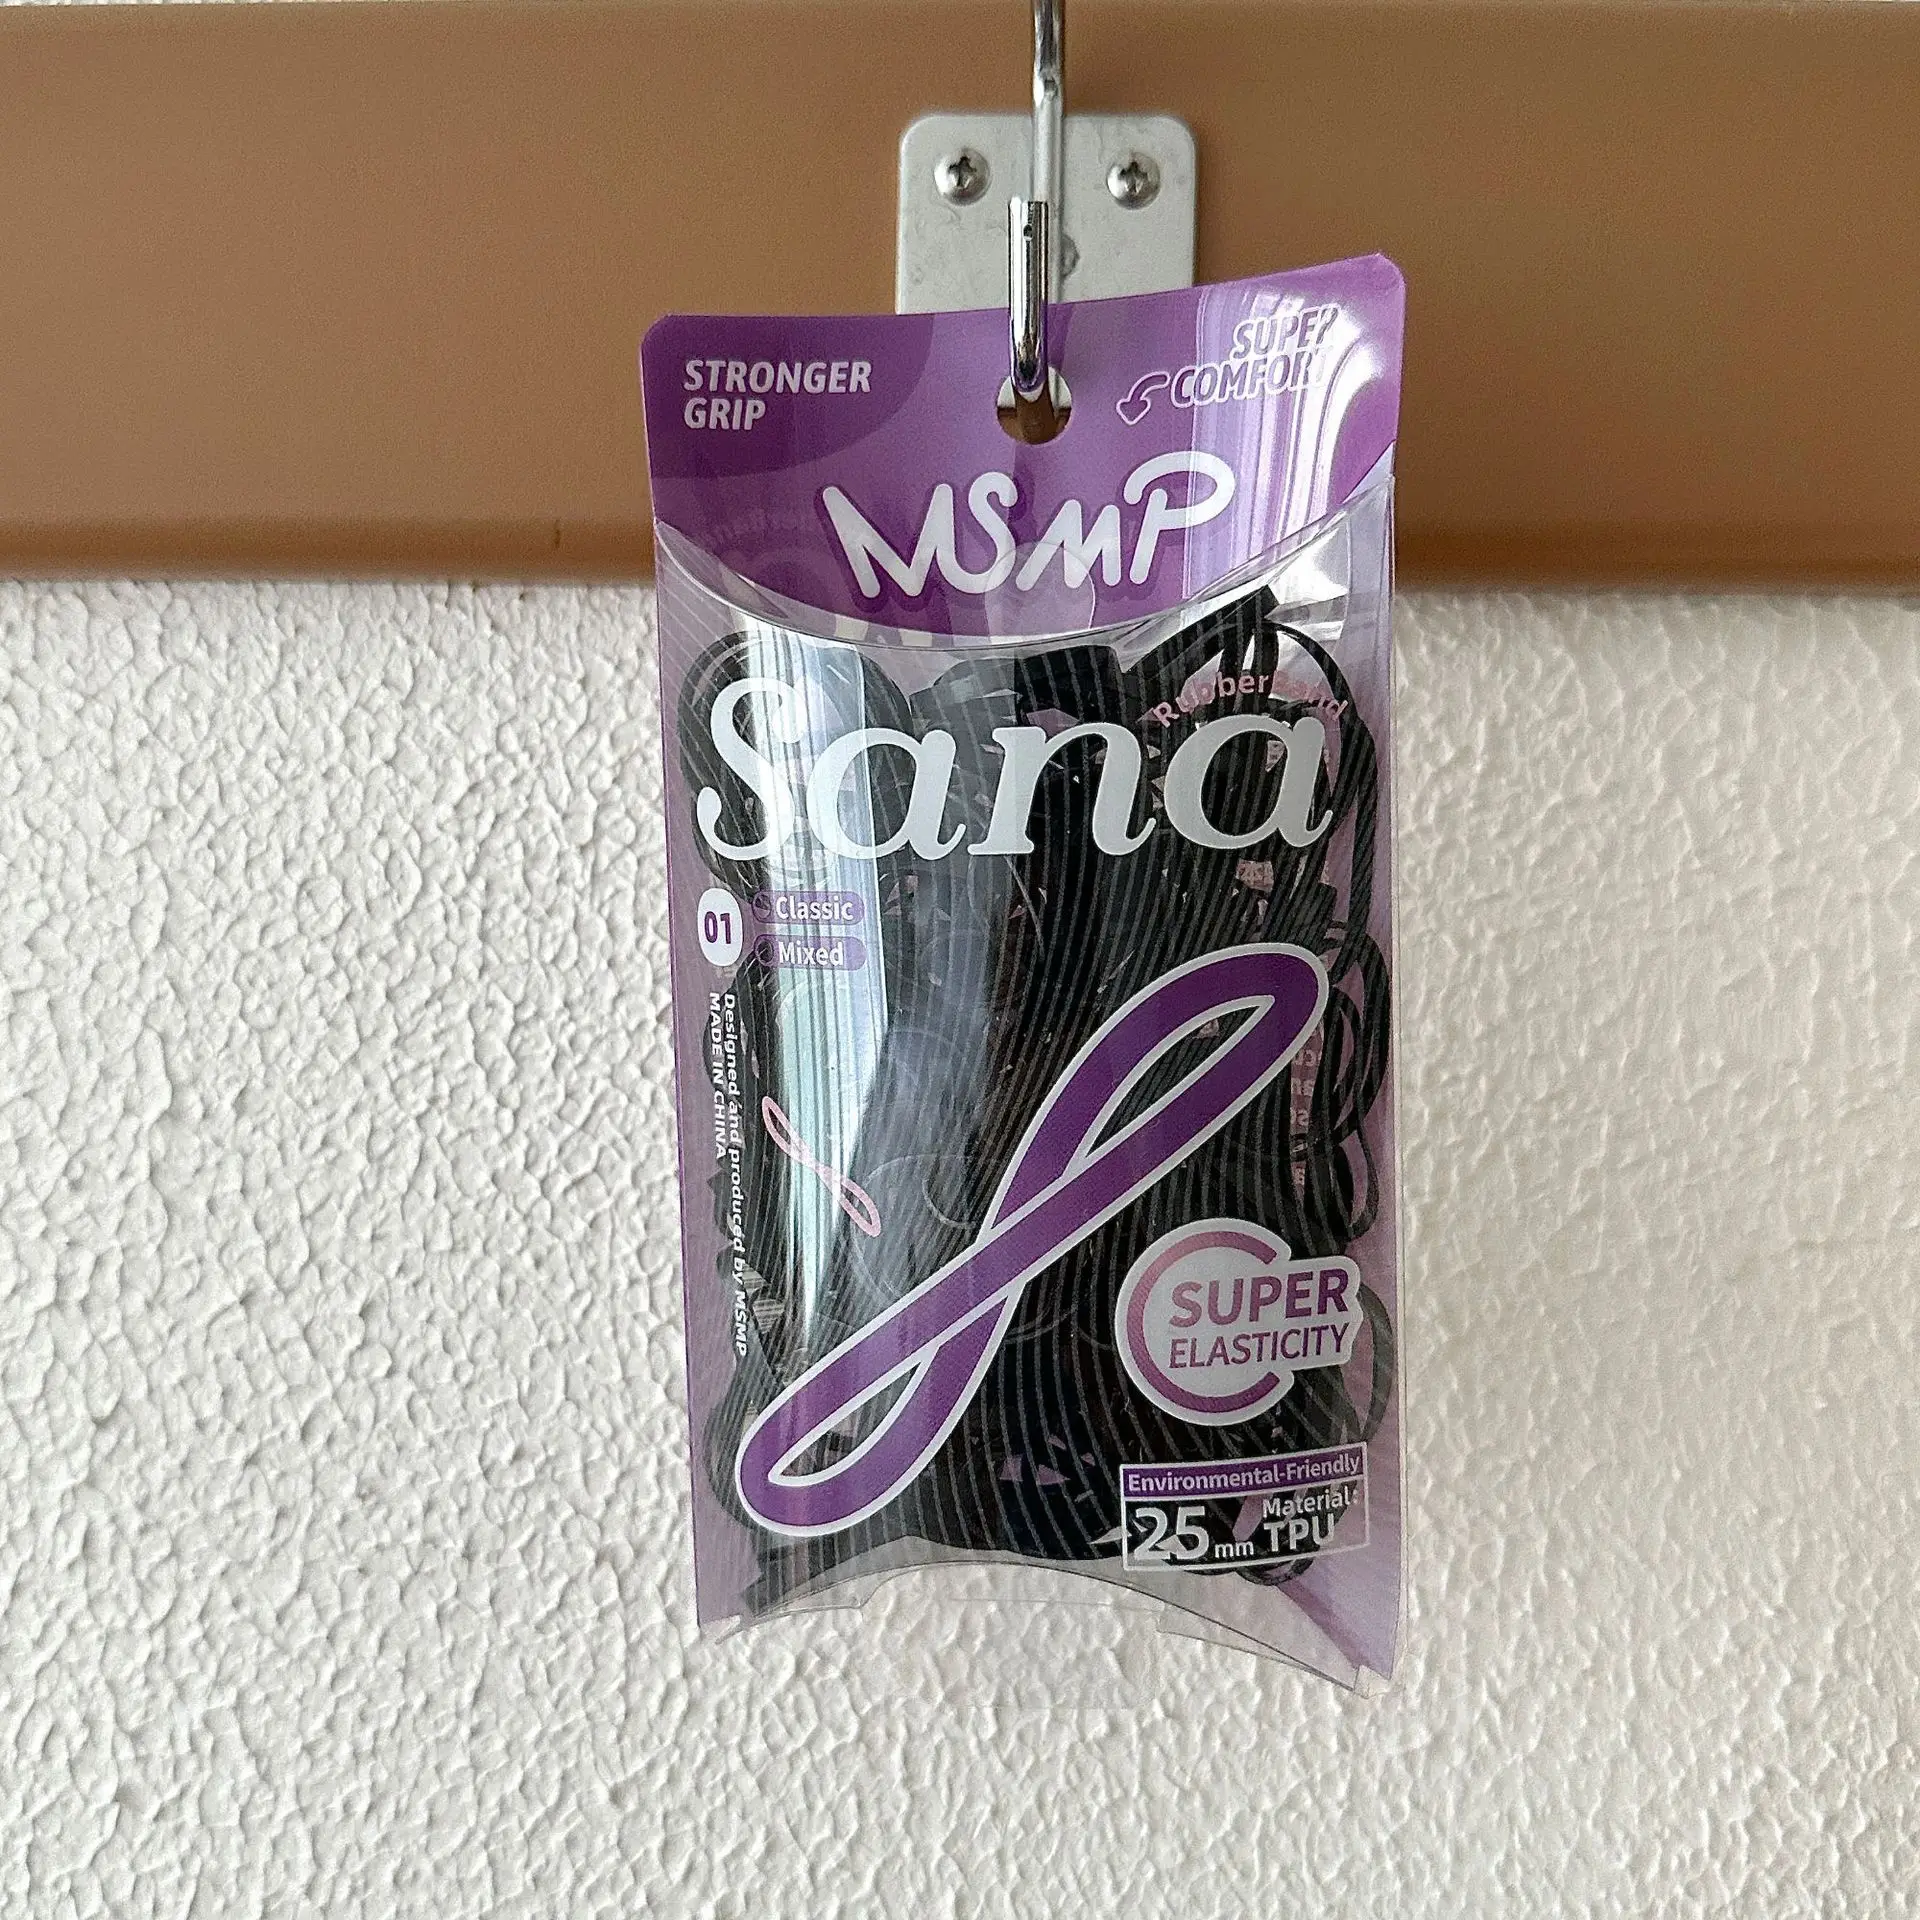 STRONGER
GRIP
SUPER
COMFORT
MSMP
Rubber band
Sana
01
Classic
Mixed
Designed and produced by MSMP
MADE IN CHINA
SUPER
ELASTICITY
Environmental-Friendly
25mm
Material:
TPU